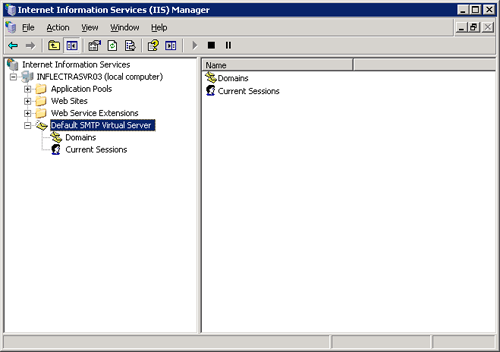 Internet Information Services (IIS) Manager
File Action View Window Help
Internet Information Services
INFLECTRASVR03 (local computer)
Application Pools
Web Sites
Web Service Extensions
Default SMTP Virtual Server
Domains
Current Sessions
Name
Domains
Current Sessions